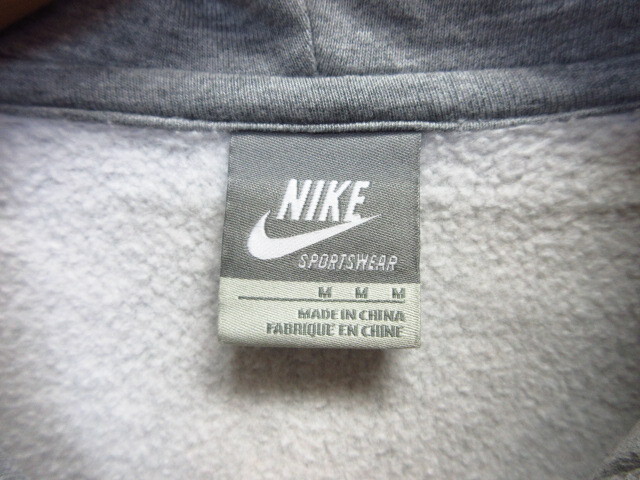 NIKE
SPORTSWEAR
M M M
MADE IN CHINA
FABRIQUE EN CHINE